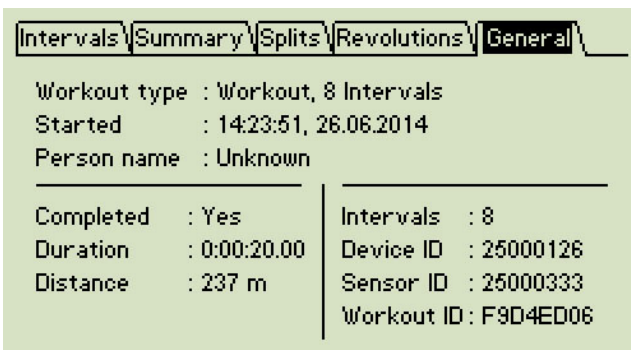 Intervals Summary Splits Revolutions General
Workout type : Workout, 8 Intervals
Started : 14:23:51, 26.06.2014
Person name : Unknown
Completed : Yes
Duration : 0:00:20.00
Distance : 237 m
Intervals : 8
Device ID : 25000126
Sensor ID : 25000333
Workout ID : F9D4ED06